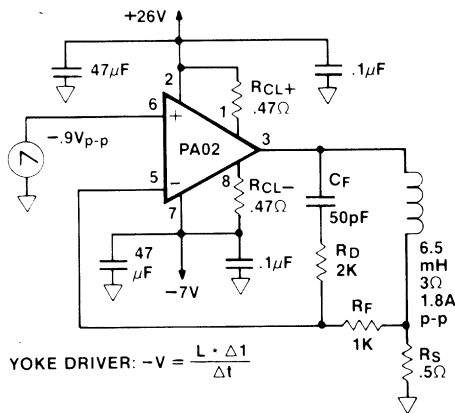 +26V
47μF
.1μF
2
RCL+
.47Ω
1
6
+
-.9Vp-p
PA02
3
5
−
8
RCL−
.47Ω
7
CF
50pF
47
μF
.1μF
−7V
RD
2K
6.5
mH
3Ω
1.8A
p-p
RF
1K
RS
.5Ω
YOKE DRIVER: −V = L • Δ1
Δt